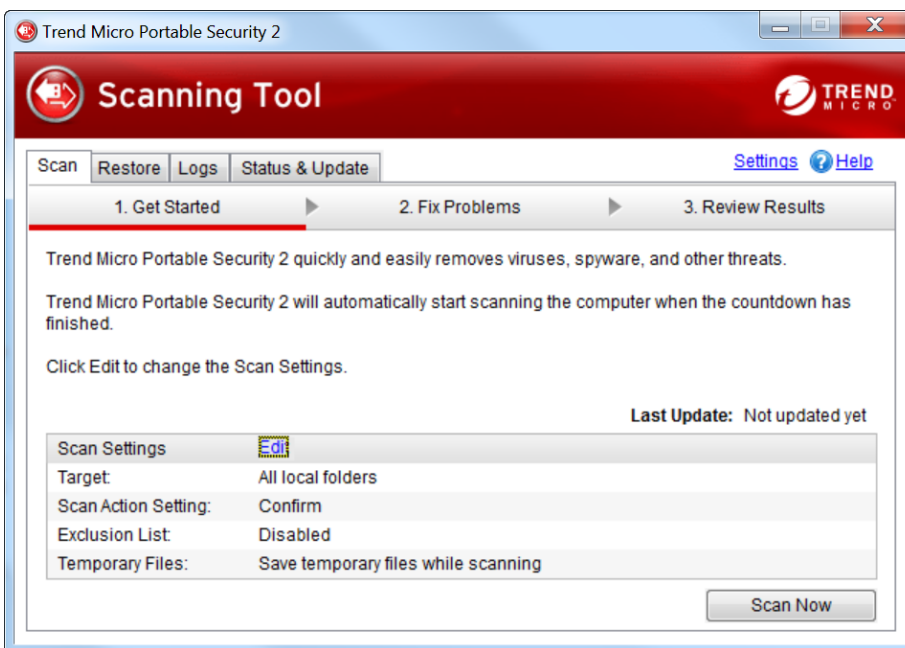 Trend Micro Portable Security 2
Scanning Tool
TREND
MICRO
Scan Restore Logs Status & Update Settings Help
1. Get Started 2. Fix Problems 3. Review Results
Trend Micro Portable Security 2 quickly and easily removes viruses, spyware, and other threats.
Trend Micro Portable Security 2 will automatically start scanning the computer when the countdown has
finished.
Click Edit to change the Scan Settings.
Last Update: Not updated yet
Scan Settings Edit
Target: All local folders
Scan Action Setting: Confirm
Exclusion List: Disabled
Temporary Files: Save temporary files while scanning
Scan Now